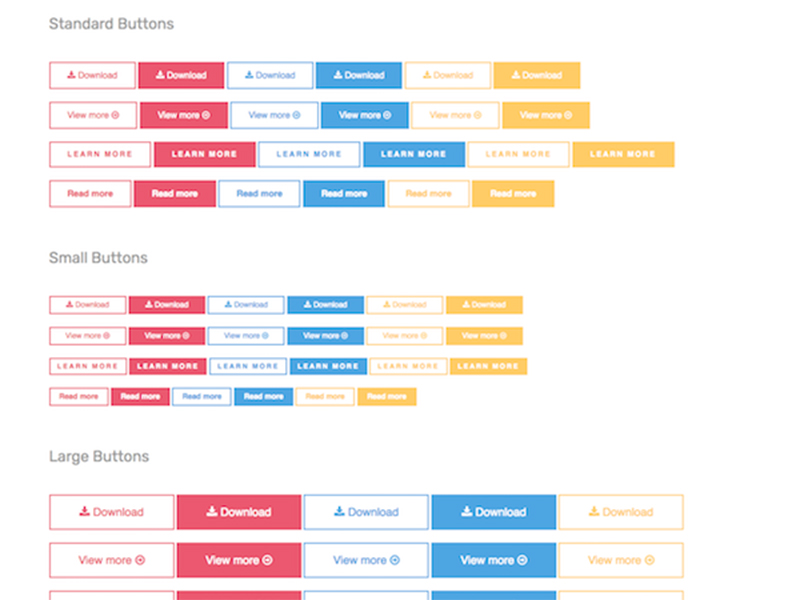 Standard Buttons
Download Download Download Download Download Download
View more View more View more View more View more View more
LEARN MORE LEARN MORE LEARN MORE LEARN MORE LEARN MORE LEARN MORE
Read more Read more Read more Read more Read more Read more
Small Buttons
Download Download Download Download Download Download
View more View more View more View more View more View more
LEARN MORE LEARN MORE LEARN MORE LEARN MORE LEARN MORE LEARN MORE
Read more Read more Read more Read more Read more Read more
Large Buttons
Download Download Download Download Download
View more View more View more View more View more